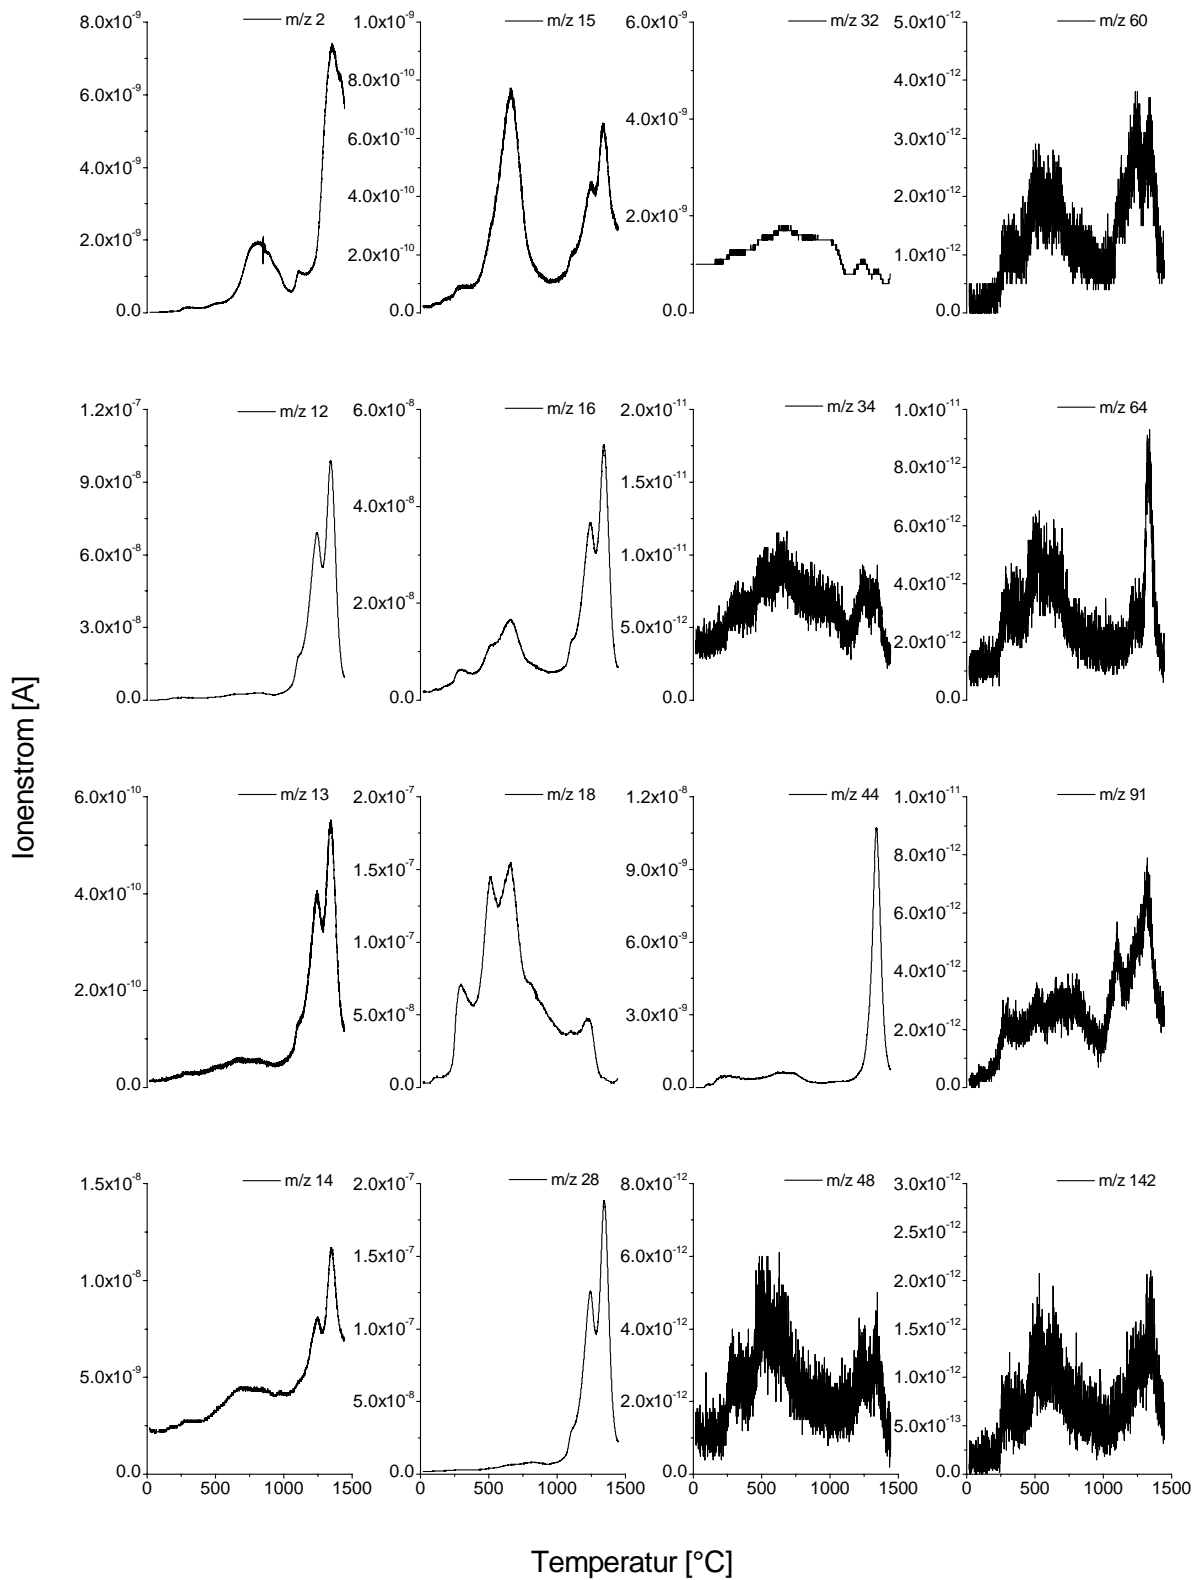 Ionenstrom [A]
m/z 2
8.0x10⁻⁹
6.0x10⁻⁹
4.0x10⁻⁹
2.0x10⁻⁹
0.0
m/z 15
1.0x10⁻⁹
8.0x10⁻¹⁰
6.0x10⁻¹⁰
4.0x10⁻¹⁰
2.0x10⁻¹⁰
0.0
m/z 32
6.0x10⁻⁹
4.0x10⁻⁹
2.0x10⁻⁹
0.0
m/z 60
5.0x10⁻¹²
4.0x10⁻¹²
3.0x10⁻¹²
2.0x10⁻¹²
1.0x10⁻¹²
0.0
m/z 12
1.2x10⁻⁷
9.0x10⁻⁸
6.0x10⁻⁸
3.0x10⁻⁸
0.0
m/z 16
6.0x10⁻⁸
4.0x10⁻⁸
2.0x10⁻⁸
0.0
m/z 34
2.0x10⁻¹¹
1.5x10⁻¹¹
1.0x10⁻¹¹
5.0x10⁻¹²
0.0
m/z 64
1.0x10⁻¹¹
8.0x10⁻¹²
6.0x10⁻¹²
4.0x10⁻¹²
2.0x10⁻¹²
0.0
m/z 13
6.0x10⁻¹⁰
4.0x10⁻¹⁰
2.0x10⁻¹⁰
0.0
m/z 18
2.0x10⁻⁷
1.5x10⁻⁷
1.0x10⁻⁷
5.0x10⁻⁸
0.0
m/z 44
1.2x10⁻⁸
9.0x10⁻⁹
6.0x10⁻⁹
3.0x10⁻⁹
0.0
m/z 91
1.0x10⁻¹¹
8.0x10⁻¹²
6.0x10⁻¹²
4.0x10⁻¹²
2.0x10⁻¹²
0.0
m/z 14
1.5x10⁻⁸
1.0x10⁻⁸
5.0x10⁻⁹
0.0
0 500 1000 1500
m/z 28
2.0x10⁻⁷
1.5x10⁻⁷
1.0x10⁻⁷
5.0x10⁻⁸
0.0
0 500 1000 1500
m/z 48
8.0x10⁻¹²
6.0x10⁻¹²
4.0x10⁻¹²
2.0x10⁻¹²
0.0
0 500 1000 1500
m/z 142
3.0x10⁻¹²
2.5x10⁻¹²
2.0x10⁻¹²
1.5x10⁻¹²
1.0x10⁻¹²
5.0x10⁻¹³
0.0
0 500 1000 1500
Temperatur [°C]